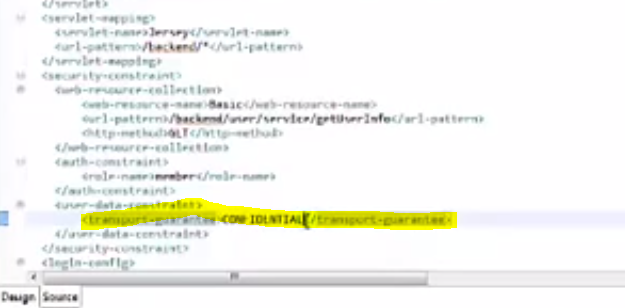 </servlet>
<servlet-mapping>
<servlet-name>Jersey</servlet-name>
<url-pattern>/backend/*</url-pattern>
</servlet-mapping>
<security-constraint>
<web-resource-collection>
<web-resource-name>Basic</web-resource-name>
<url-pattern>/backend/user/service/getUserInfo</url-pattern>
<http-method>GET</http-method>
</web-resource-collection>
<auth-constraint>
<role-name>member</role-name>
</auth-constraint>
<user-data-constraint>
<transport-guarantee>CONFIDENTIAL</transport-guarantee>
</user-data-constraint>
</security-constraint>
<login-config>
Design Source